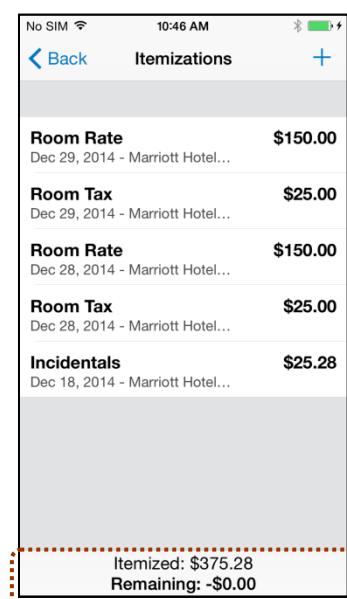 No SIM 10:46 AM
Back Itemizations +
Room Rate $150.00
Dec 29, 2014 - Marriott Hotel...
Room Tax $25.00
Dec 29, 2014 - Marriott Hotel...
Room Rate $150.00
Dec 28, 2014 - Marriott Hotel...
Room Tax $25.00
Dec 28, 2014 - Marriott Hotel...
Incidentals $25.28
Dec 18, 2014 - Marriott Hotel...
Itemized: $375.28
Remaining: -$0.00